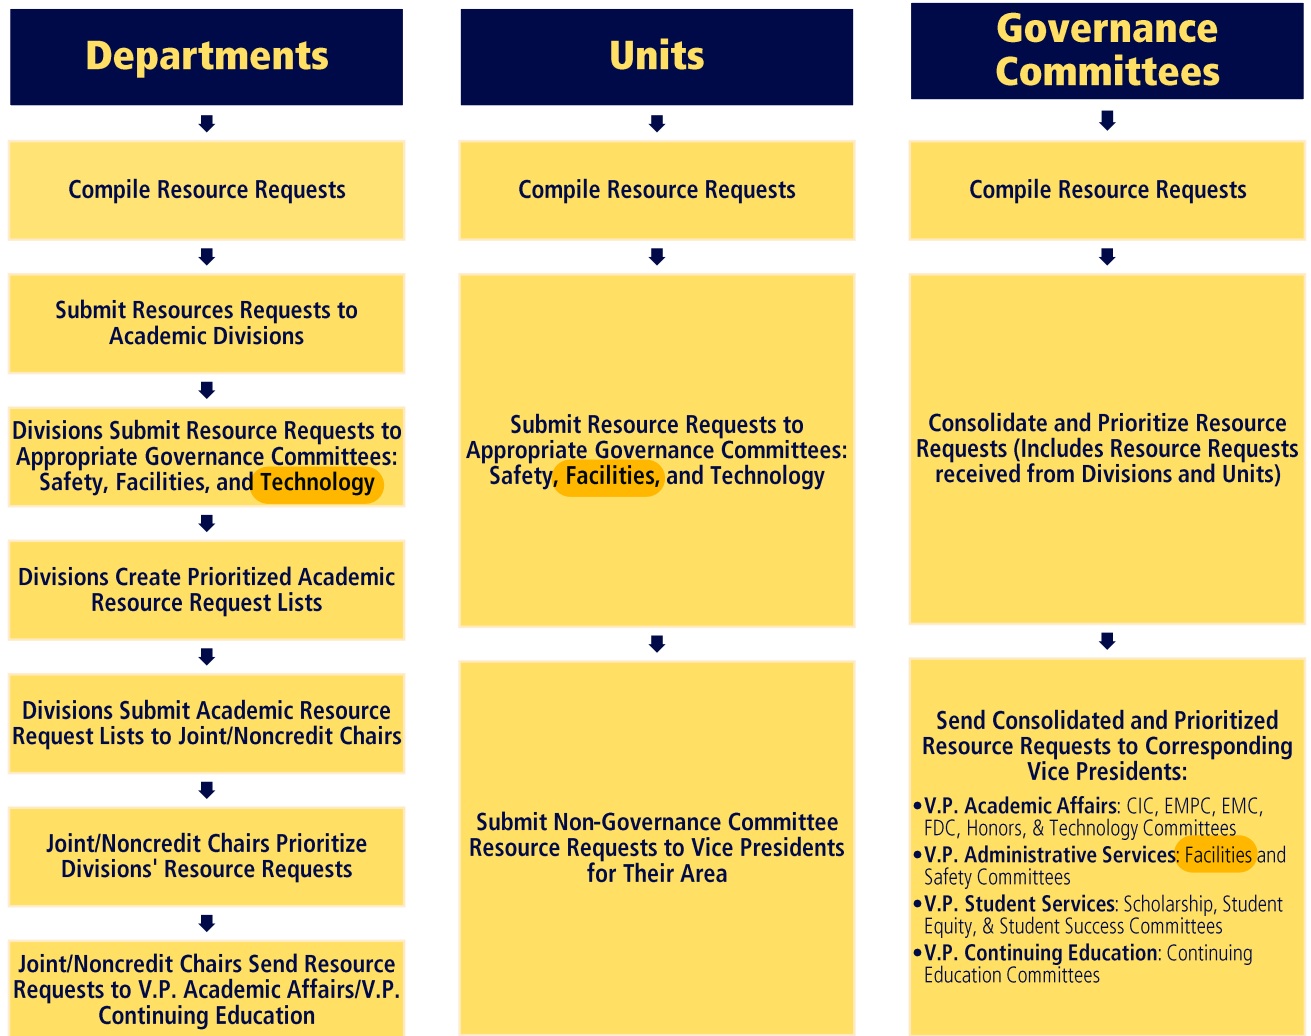 Departments
Compile Resource Requests
Submit Resources Requests to
Academic Divisions
Divisions Submit Resource Requests to
Appropriate Governance Committees:
Safety, Facilities, and Technology
Divisions Create Prioritized Academic
Resource Request Lists
Divisions Submit Academic Resource
Request Lists to Joint/Noncredit Chairs
Joint/Noncredit Chairs Prioritize
Divisions' Resource Requests
Joint/Noncredit Chairs Send Resource
Requests to V.P. Academic Affairs/V.P.
Continuing Education
Units
Compile Resource Requests
Submit Resource Requests to
Appropriate Governance Committees:
Safety, Facilities, and Technology
Submit Non-Governance Committee
Resource Requests to Vice Presidents
for Their Area
Governance
Committees
Compile Resource Requests
Consolidate and Prioritize Resource
Requests (Includes Resource Requests
received from Divisions and Units)
Send Consolidated and Prioritized
Resource Requests to Corresponding
Vice Presidents:
•V.P. Academic Affairs: CIC, EMPC, EMC,
FDC, Honors, & Technology Committees
•V.P. Administrative Services: Facilities and
Safety Committees
•V.P. Student Services: Scholarship, Student
Equity, & Student Success Committees
•V.P. Continuing Education: Continuing
Education Committees